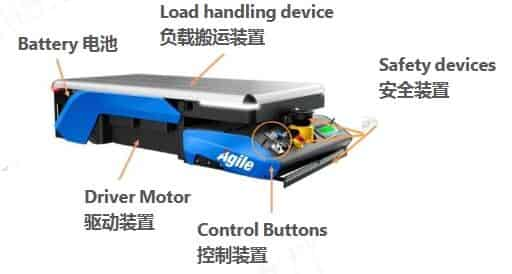 Load handling device
负载搬运装置
Battery 电池
Safety devices
安全装置
Agile
Driver Motor
驱动装置
Control Buttons
控制装置